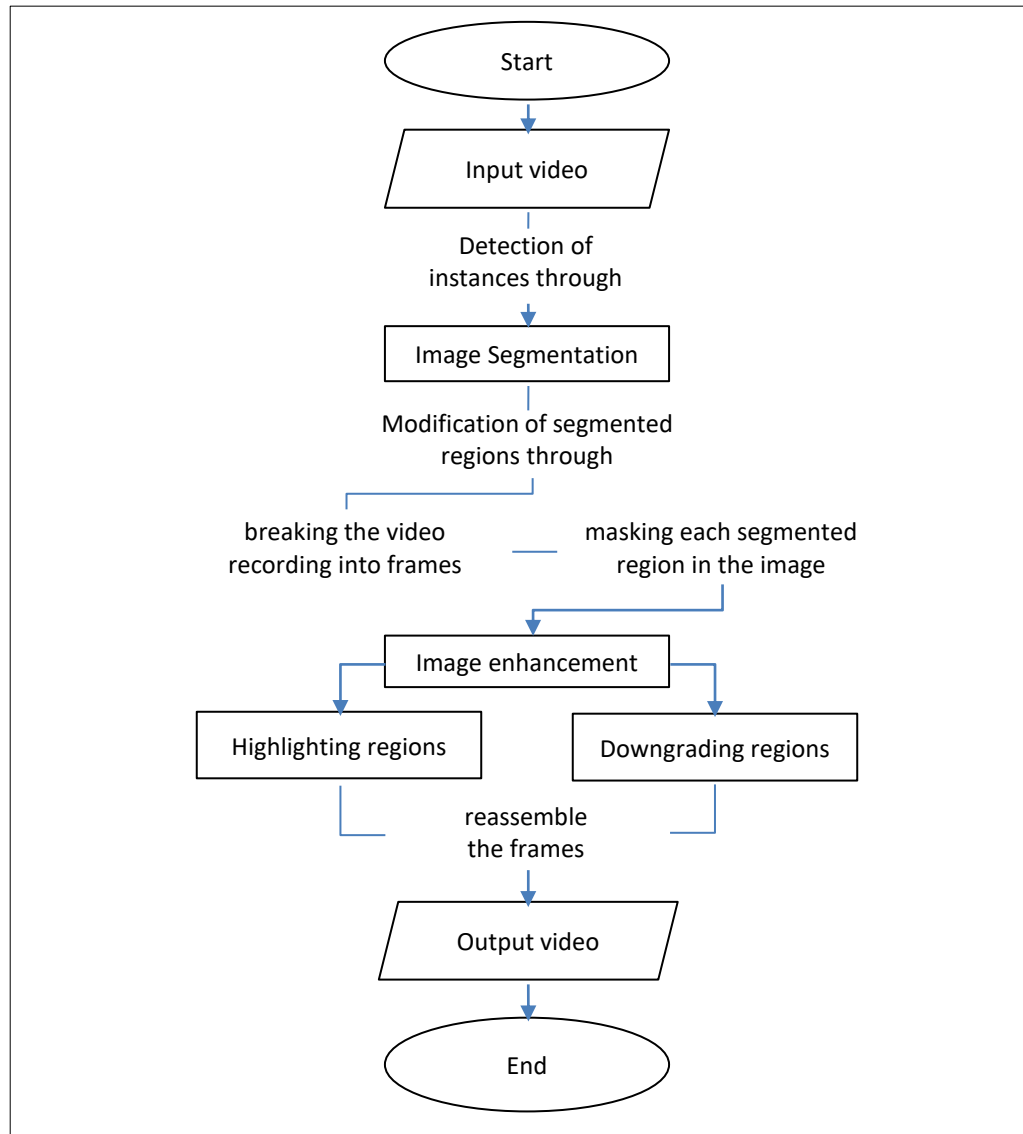 Start
Input video
Detection of
instances through
Image Segmentation
Modification of segmented
regions through
breaking the video
recording into frames
masking each segmented
region in the image
Image enhancement
Highlighting regions
Downgrading regions
reassemble
the frames
Output video
End